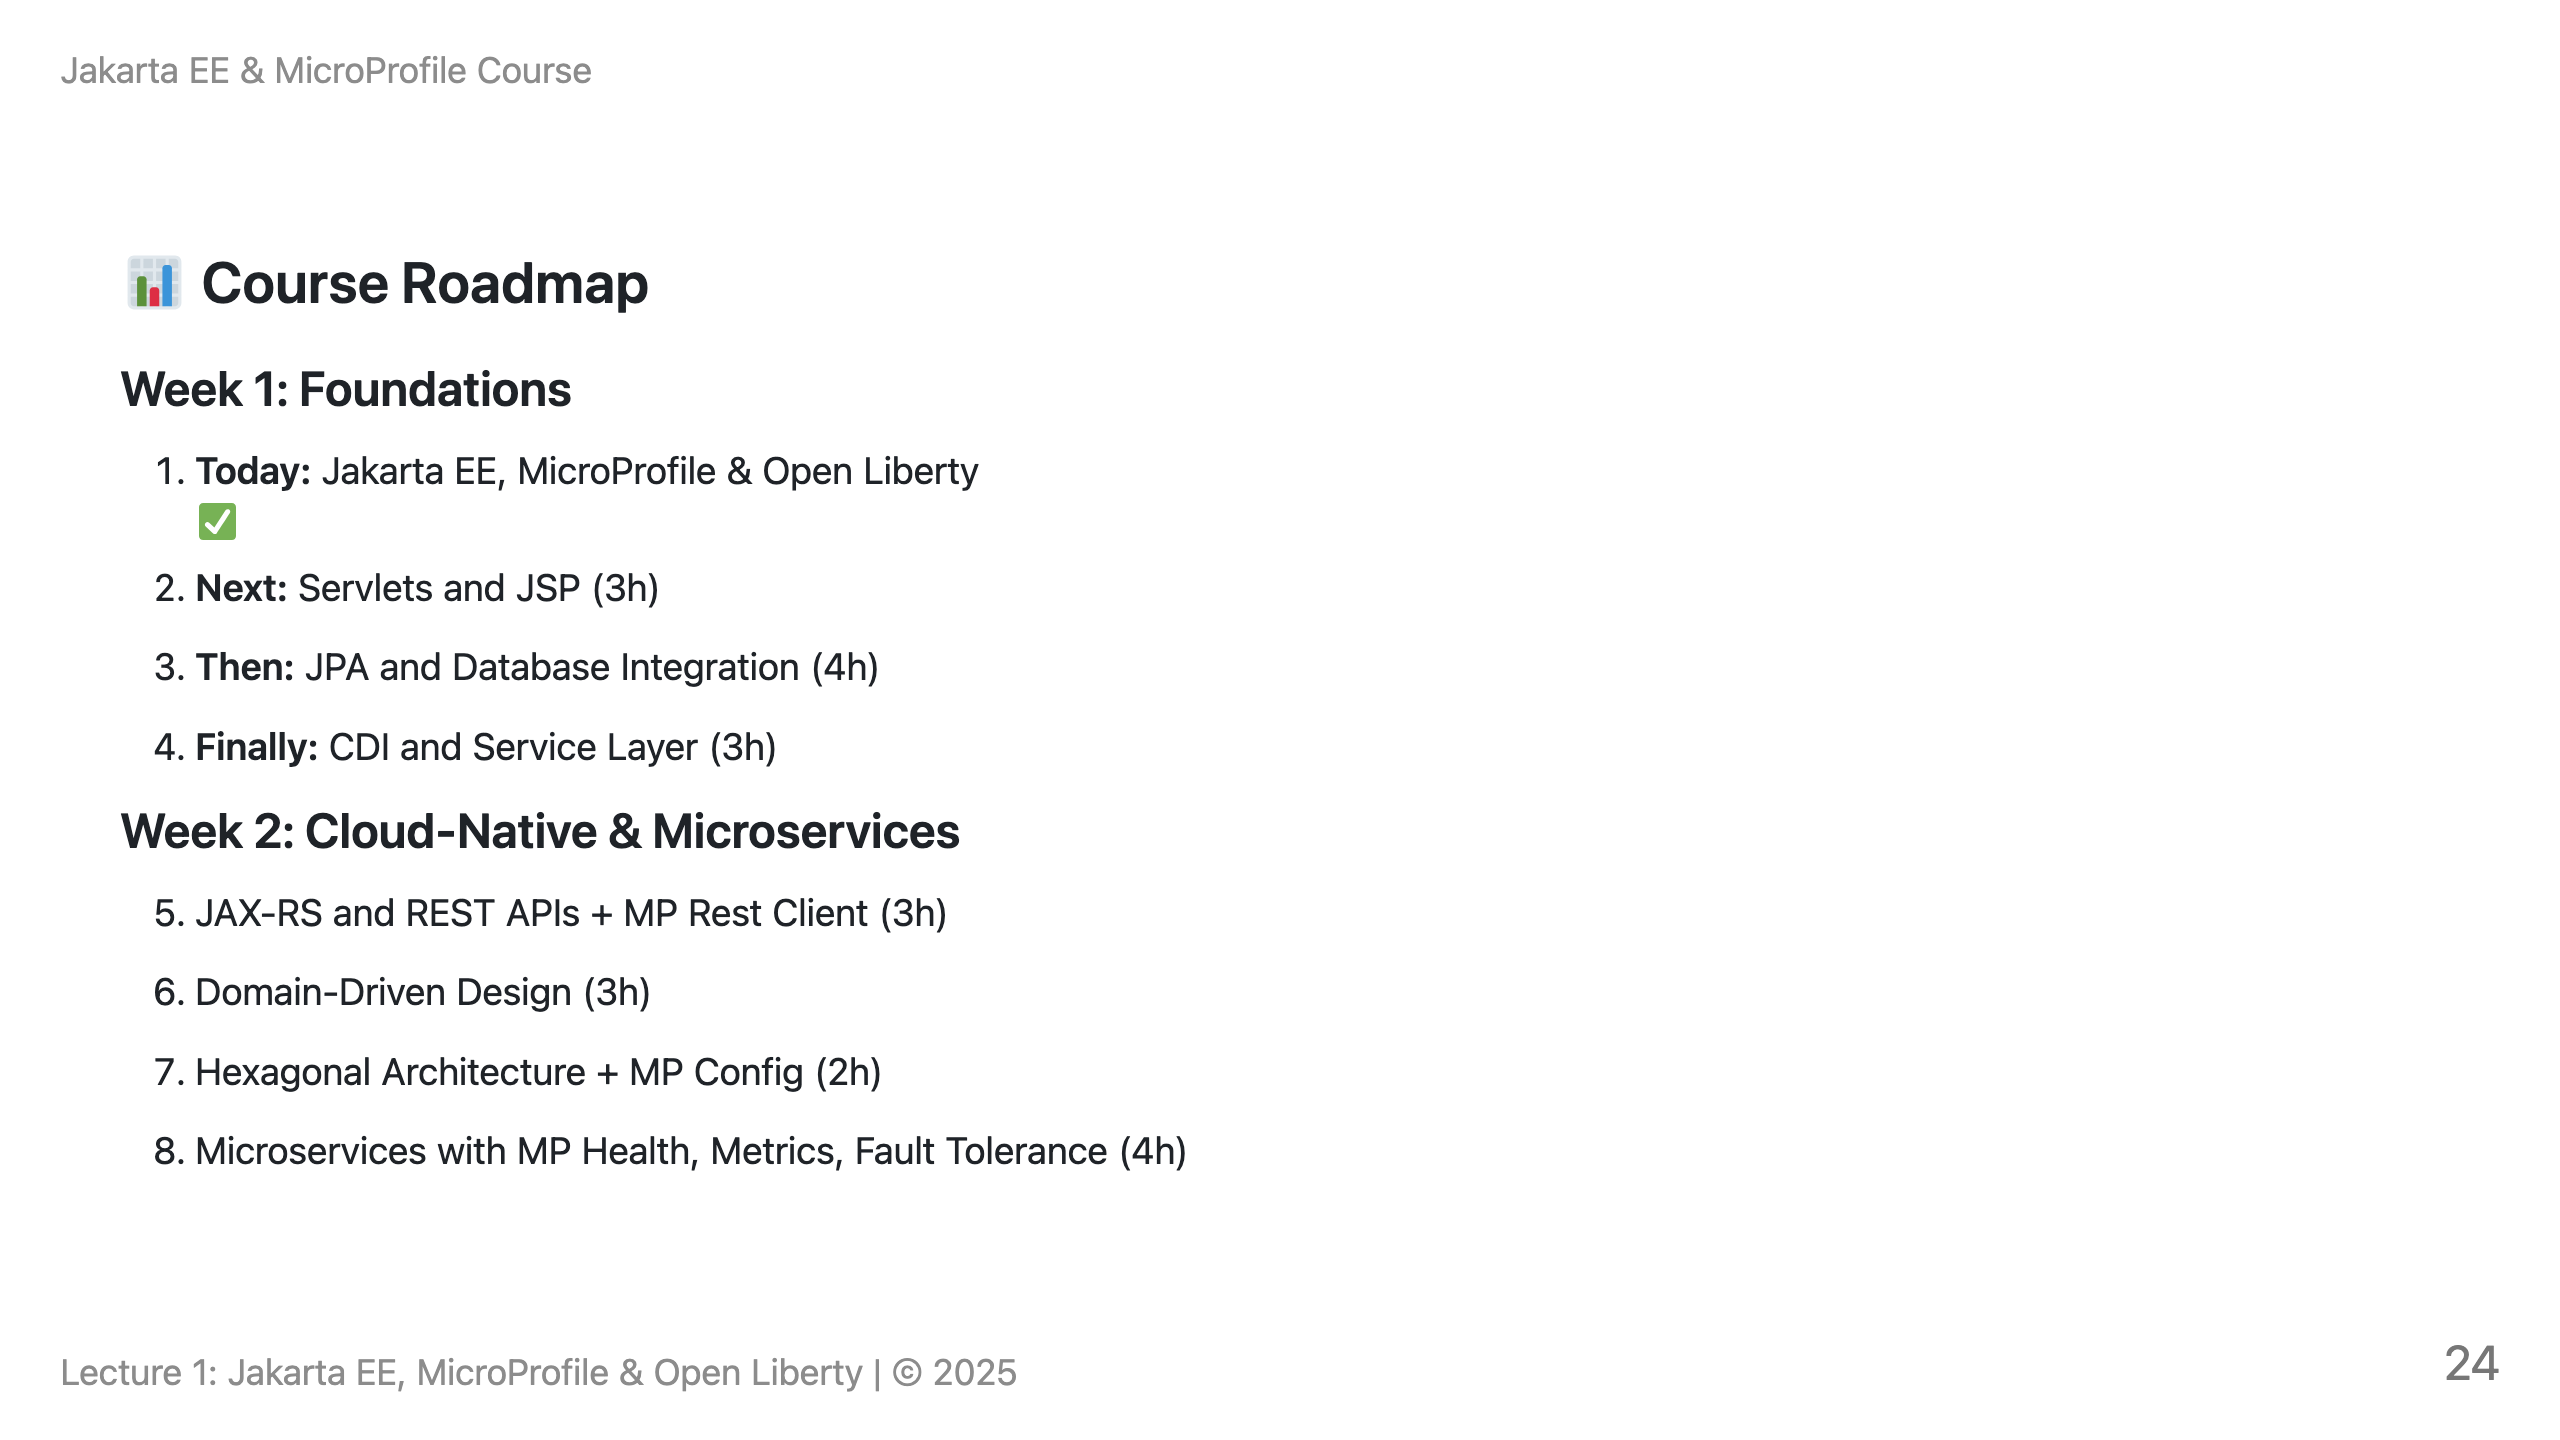 Jakarta EE & MicroProfile Course
📊 Course Roadmap
Week 1: Foundations
1. Today: Jakarta EE, MicroProfile & Open Liberty
✅
2. Next: Servlets and JSP (3h)
3. Then: JPA and Database Integration (4h)
4. Finally: CDI and Service Layer (3h)
Week 2: Cloud-Native & Microservices
5. JAX-RS and REST APIs + MP Rest Client (3h)
6. Domain-Driven Design (3h)
7. Hexagonal Architecture + MP Config (2h)
8. Microservices with MP Health, Metrics, Fault Tolerance (4h)
Lecture 1: Jakarta EE, MicroProfile & Open Liberty | © 2025
24